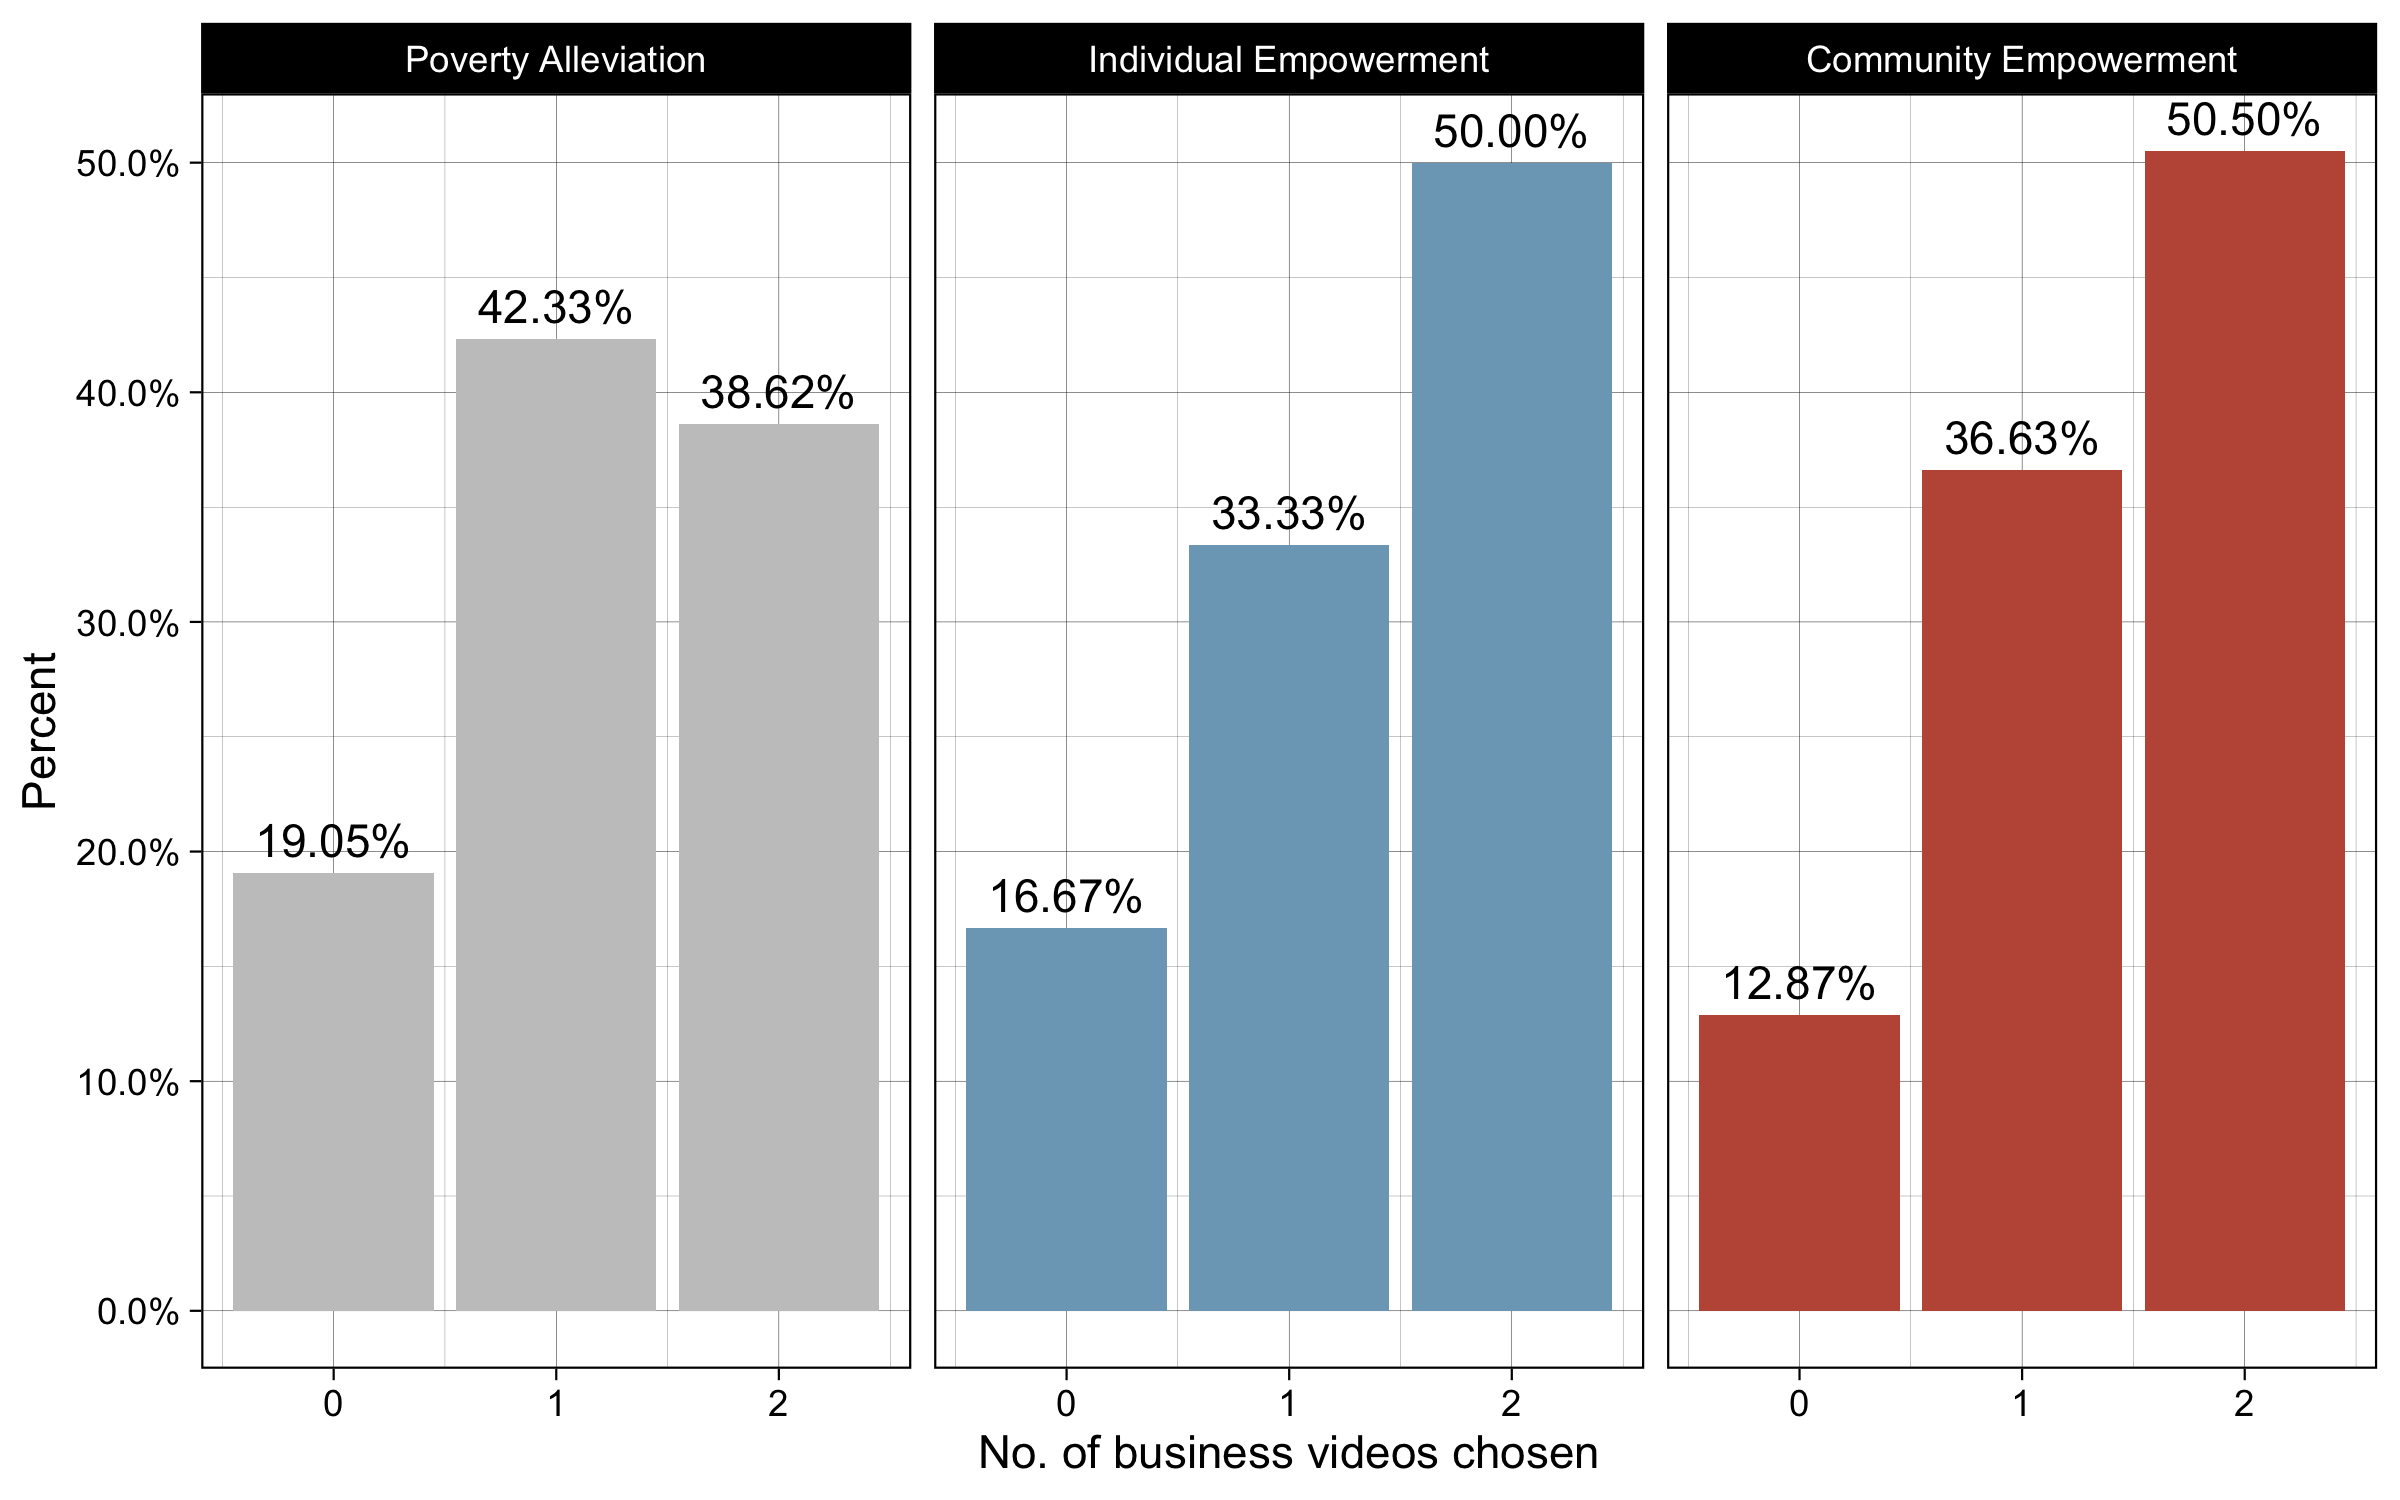 Poverty Alleviation
Individual Empowerment
Community Empowerment
Percent
50.0%
40.0%
30.0%
20.0%
10.0%
0.0%
19.05%
42.33%
38.62%
16.67%
33.33%
50.00%
12.87%
36.63%
50.50%
0 1 2
0 1 2
0 1 2
No. of business videos chosen